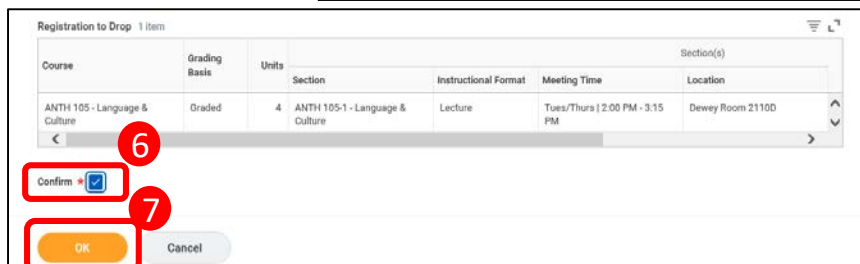 Registration to Drop 1 item
Section(s)
Course Grading Basis Units
Section Instructional Format Meeting Time Location
ANTH 105 - Language & Graded 4 ANTH 105-1 - Language & Lecture Tues/Thurs | 2:00 PM - 3:15 Dewey Room 2110D
Culture Culture PM
6
Confirm *
7
OK Cancel